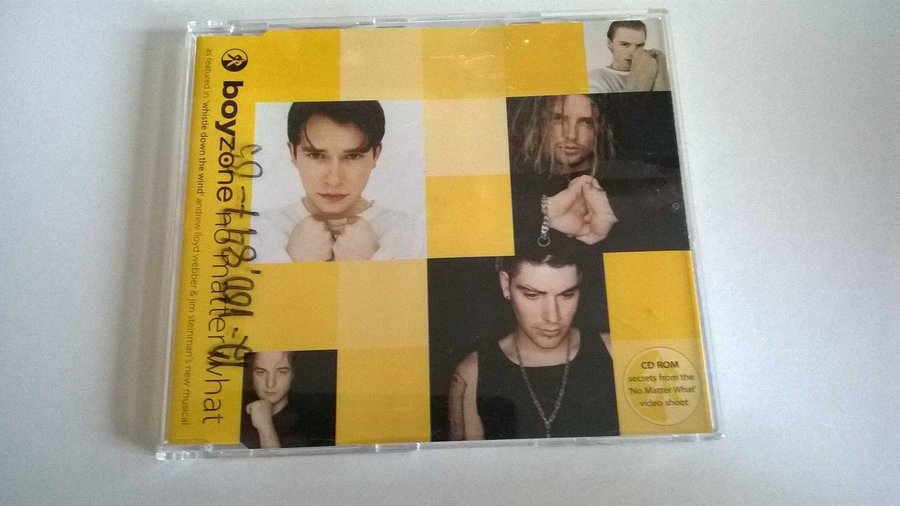 boyzone no matter what
as featured in 'whistle down the wind' andrew lloyd webber & jim steinman's new musical
CD ROM
secrets from the
'No Matter What'
video shoot